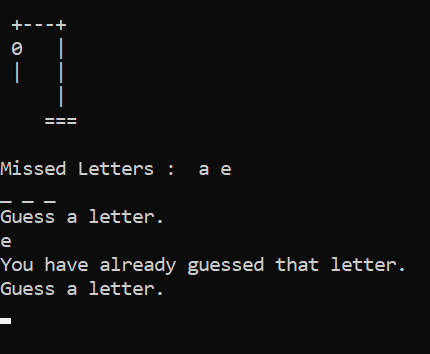 +---+
0   |
|   |
    |
   ===
Missed Letters :  a e
_ _ _
Guess a letter.
e
You have already guessed that letter.
Guess a letter.